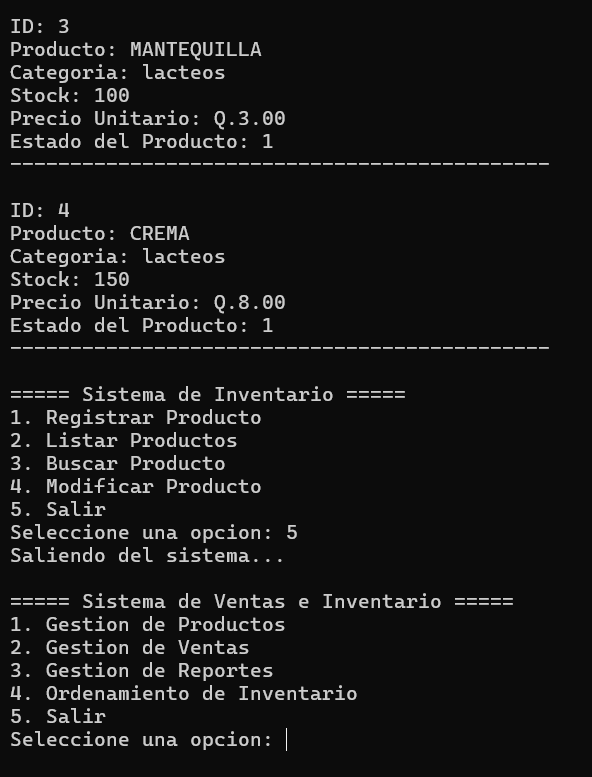 ID: 3
Producto: MANTEQUILLA
Categoria: lacteos
Stock: 100
Precio Unitario: Q.3.00
Estado del Producto: 1
---------------------------------------------
ID: 4
Producto: CREMA
Categoria: lacteos
Stock: 150
Precio Unitario: Q.8.00
Estado del Producto: 1
---------------------------------------------
===== Sistema de Inventario =====
1. Registrar Producto
2. Listar Productos
3. Buscar Producto
4. Modificar Producto
5. Salir
Seleccione una opcion: 5
Saliendo del sistema...
===== Sistema de Ventas e Inventario =====
1. Gestion de Productos
2. Gestion de Ventas
3. Gestion de Reportes
4. Ordenamiento de Inventario
5. Salir
Seleccione una opcion: